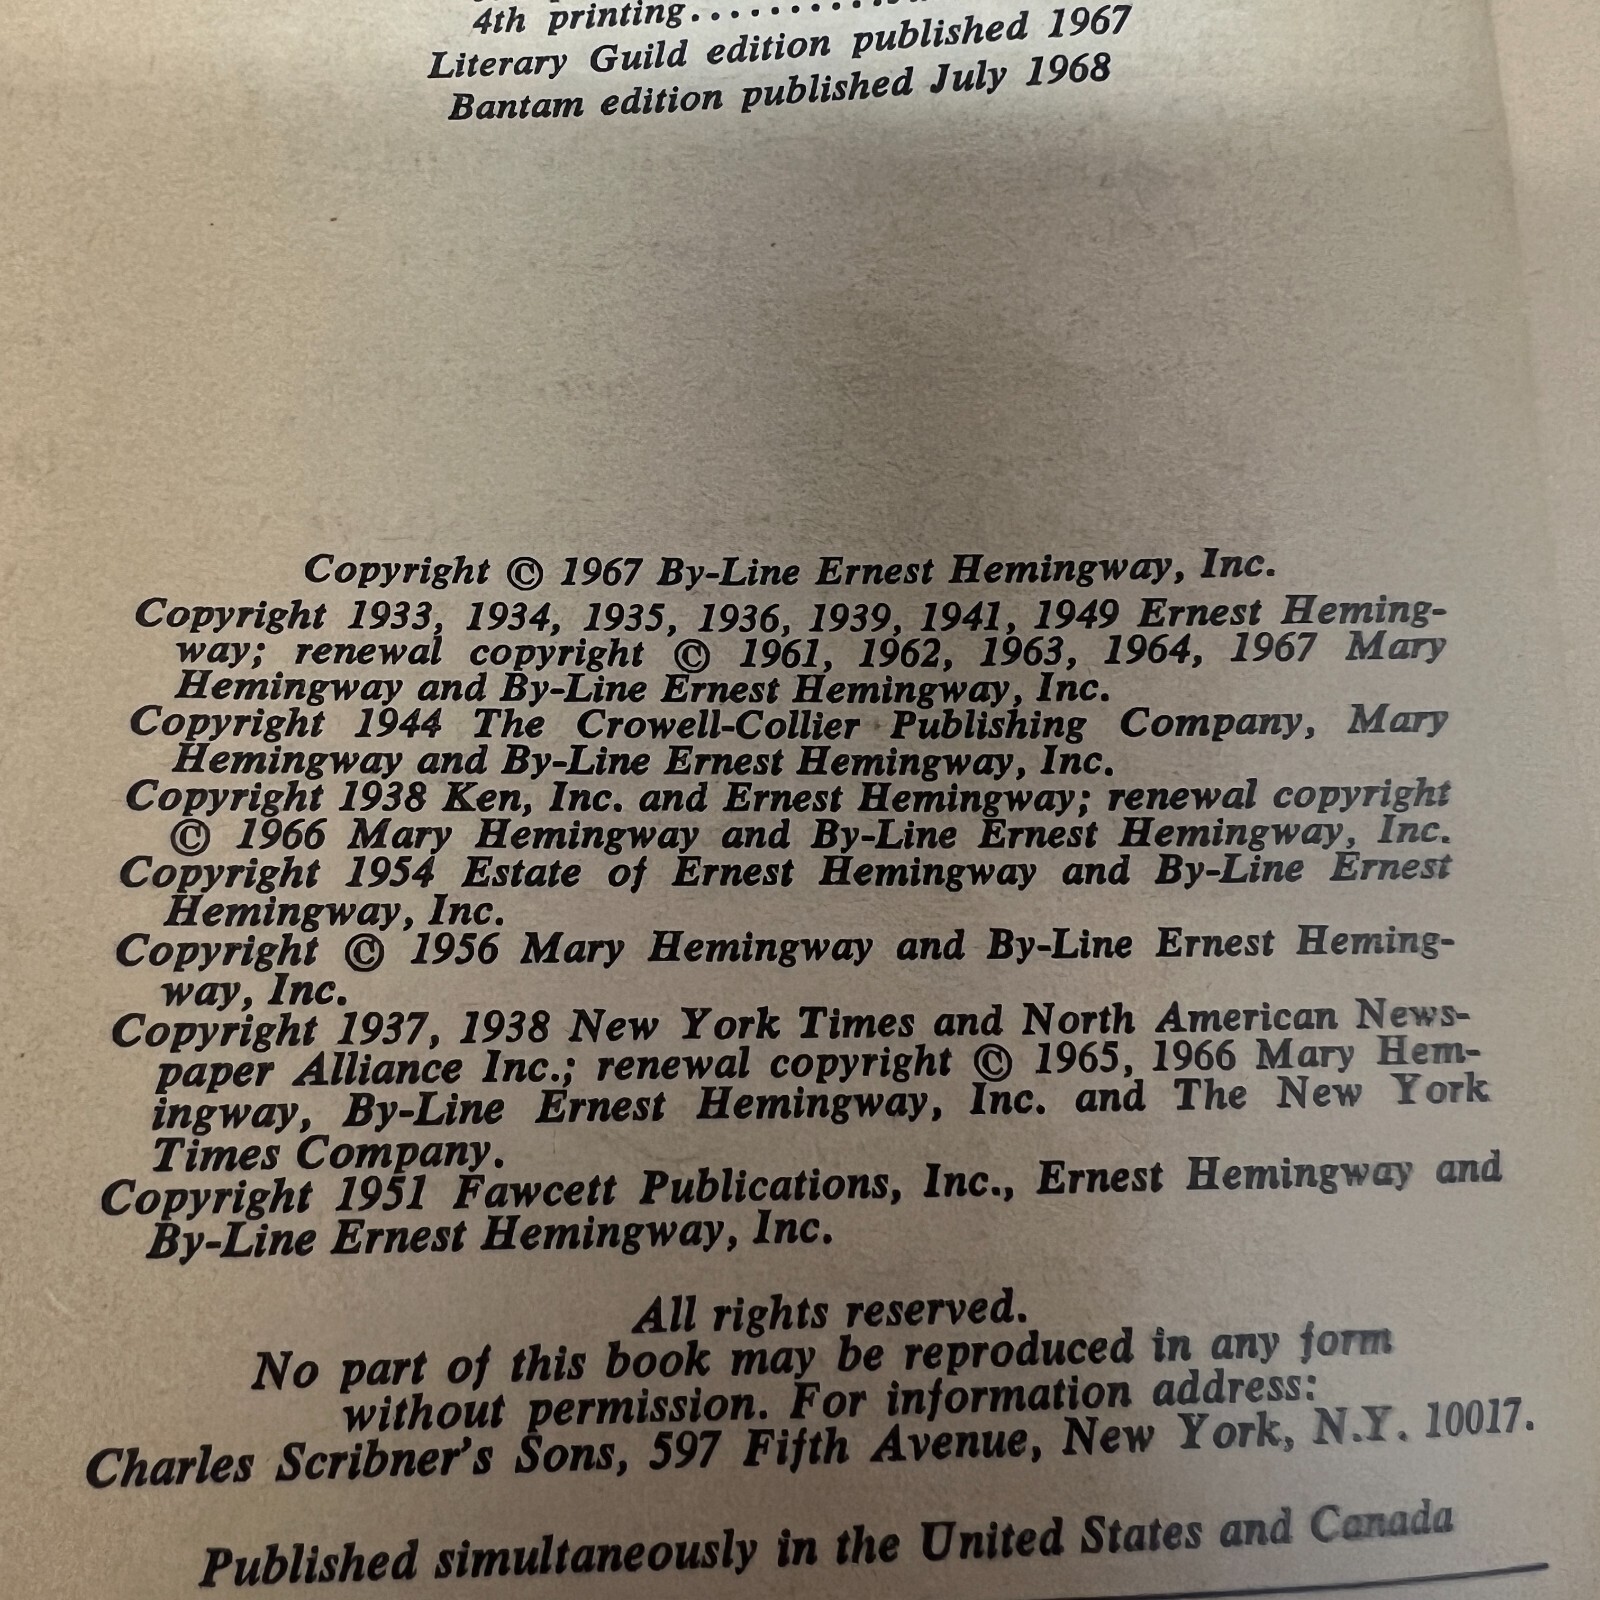 4th printing..........
Literary Guild edition published 1967
Bantam edition published July 1968
Copyright © 1967 By-Line Ernest Hemingway, Inc.
Copyright 1933, 1934, 1935, 1936, 1939, 1941, 1949 Ernest Heming-
way; renewal copyright © 1961, 1962, 1963, 1964, 1967 Mary
Hemingway and By-Line Ernest Hemingway, Inc.
Copyright 1944 The Crowell-Collier Publishing Company, Mary
Hemingway and By-Line Ernest Hemingway, Inc.
Copyright 1938 Ken, Inc. and Ernest Hemingway; renewal copyright
© 1966 Mary Hemingway and By-Line Ernest Hemingway, Inc.
Copyright 1954 Estate of Ernest Hemingway and By-Line Ernest
Hemingway, Inc.
Copyright © 1956 Mary Hemingway and By-Line Ernest Heming-
way, Inc.
Copyright 1937, 1938 New York Times and North American News-
paper Alliance Inc.; renewal copyright © 1965, 1966 Mary Hem-
ingway, By-Line Ernest Hemingway, Inc. and The New York
Times Company.
Copyright 1951 Fawcett Publications, Inc., Ernest Hemingway and
By-Line Ernest Hemingway, Inc.
All rights reserved.
No part of this book may be reproduced in any form
without permission. For information address:
Charles Scribner's Sons, 597 Fifth Avenue, New York, N.Y. 10017.
Published simultaneously in the United States and Canada